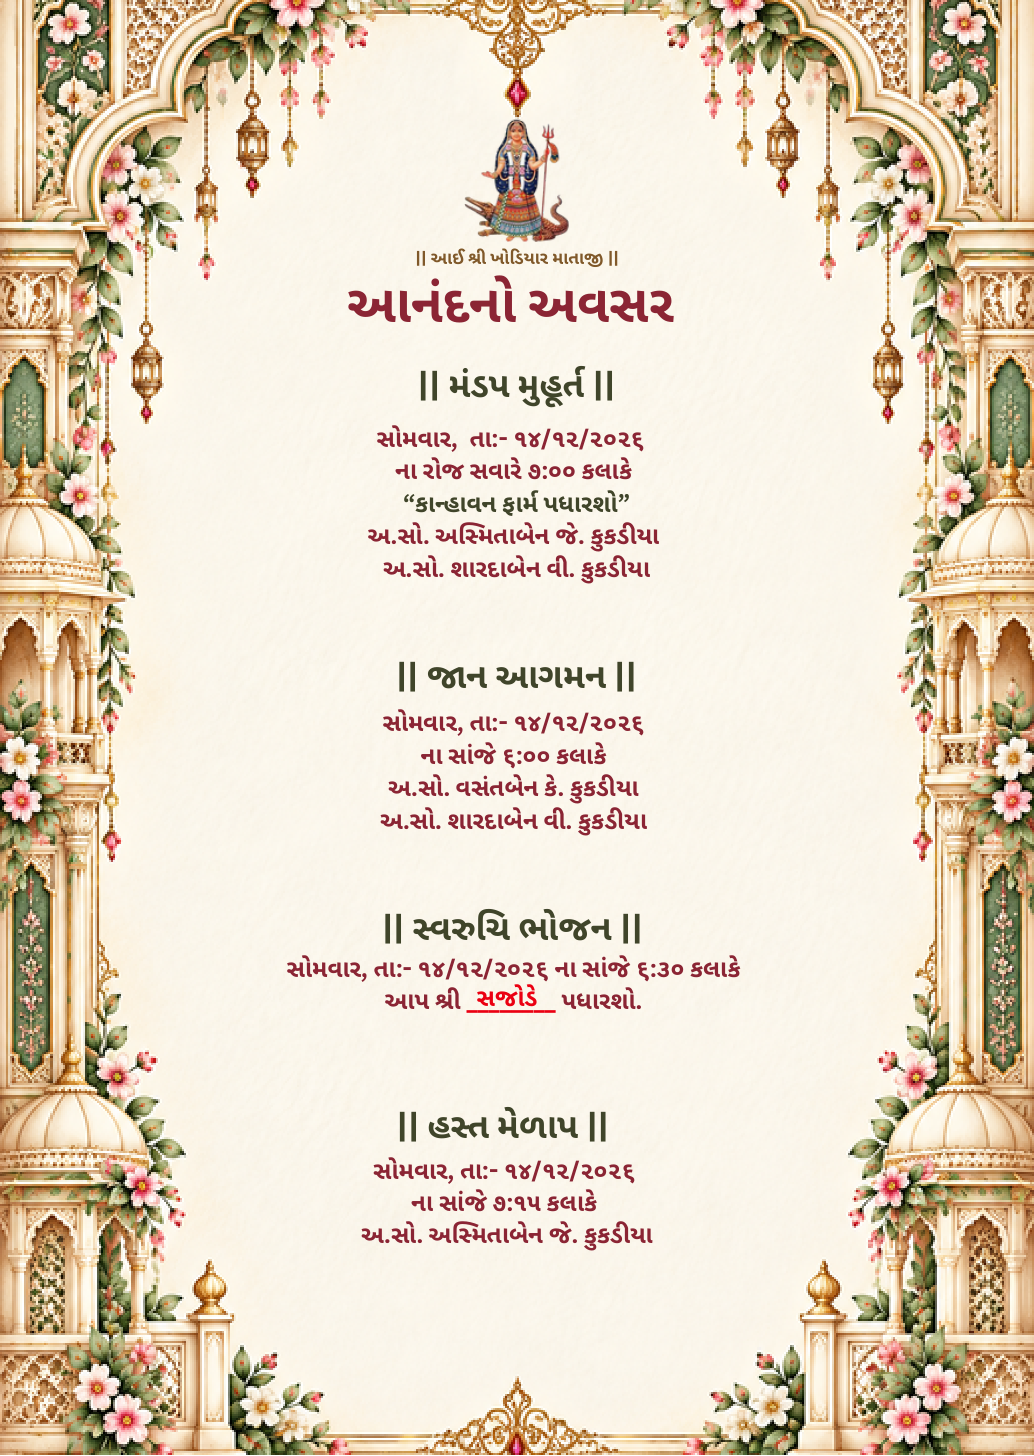 || આઈ શ્રી ખોડિયાર માતાજી ||
આનંદનો અવસર
|| મંડપ મુહૂર્ત ||
સોમવાર, તા:- ૧૪/૧૨/૨૦૨૬
ના રોજ સવારે ૭:૦૦ કલાકે
“કાન્હાવન ફાર્મ પધારશો”
અ.સો. અસ્મિતાબેન જે. કુકડીયા
અ.સો. શારદાબેન વી. કુકડીયા
|| જાન આગમન ||
સોમવાર, તા:- ૧૪/૧૨/૨૦૨૬
ના સાંજે ૬:૦૦ કલાકે
અ.સો. વસંતબેન કે. કુકડીયા
અ.સો. શારદાબેન વી. કુકડીયા
|| સ્વરુચિ ભોજન ||
સોમવાર, તા:- ૧૪/૧૨/૨૦૨૬ ના સાંજે ૬:૩૦ કલાકે
આપ શ્રી સજોડે પધારશો.
|| હસ્ત મેળાપ ||
સોમવાર, તા:- ૧૪/૧૨/૨૦૨૬
ના સાંજે ૭:૧૫ કલાકે
અ.સો. અસ્મિતાબેન જે. કુકડીયા